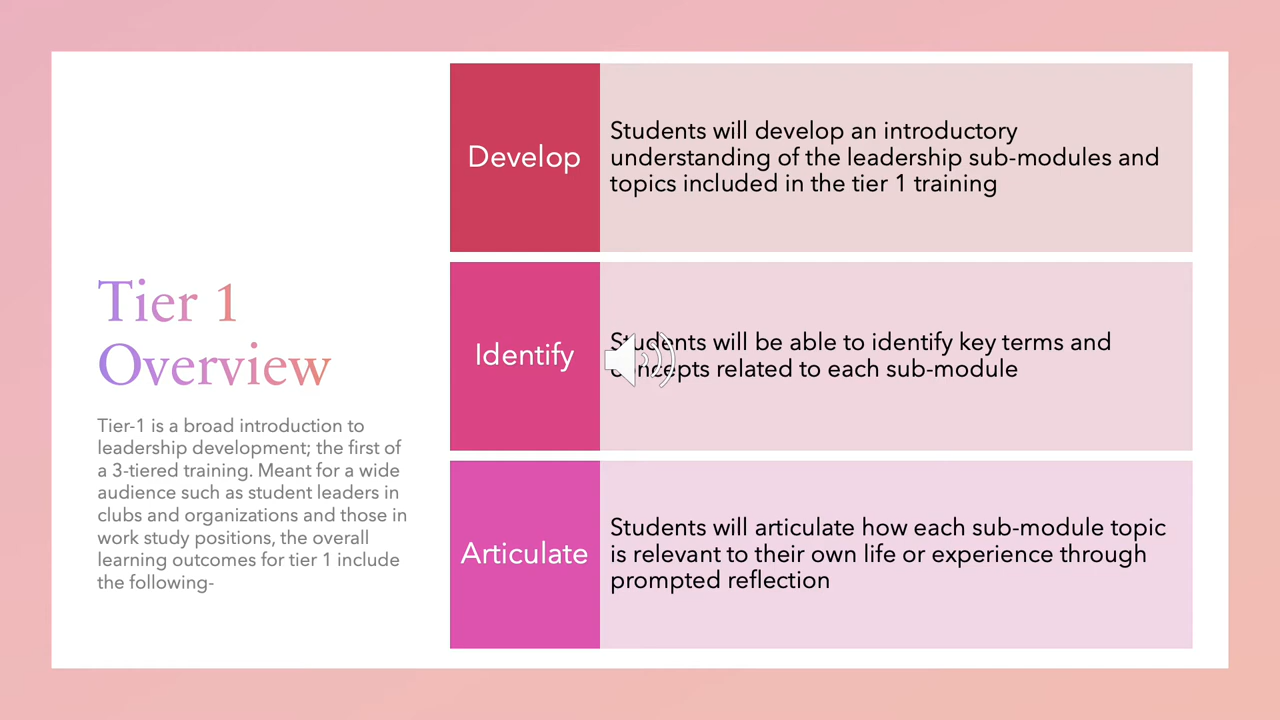 Tier 1
Overview
Tier-1 is a broad introduction to
leadership development; the first of
a 3-tiered training. Meant for a wide
audience such as student leaders in
clubs and organizations and those in
work study positions, the overall
learning outcomes for tier 1 include
the following-
Develop
Students will develop an introductory
understanding of the leadership sub-modules and
topics included in the tier 1 training
Identify
Students will be able to identify key terms and
concepts related to each sub-module
Articulate
Students will articulate how each sub-module topic
is relevant to their own life or experience through
prompted reflection